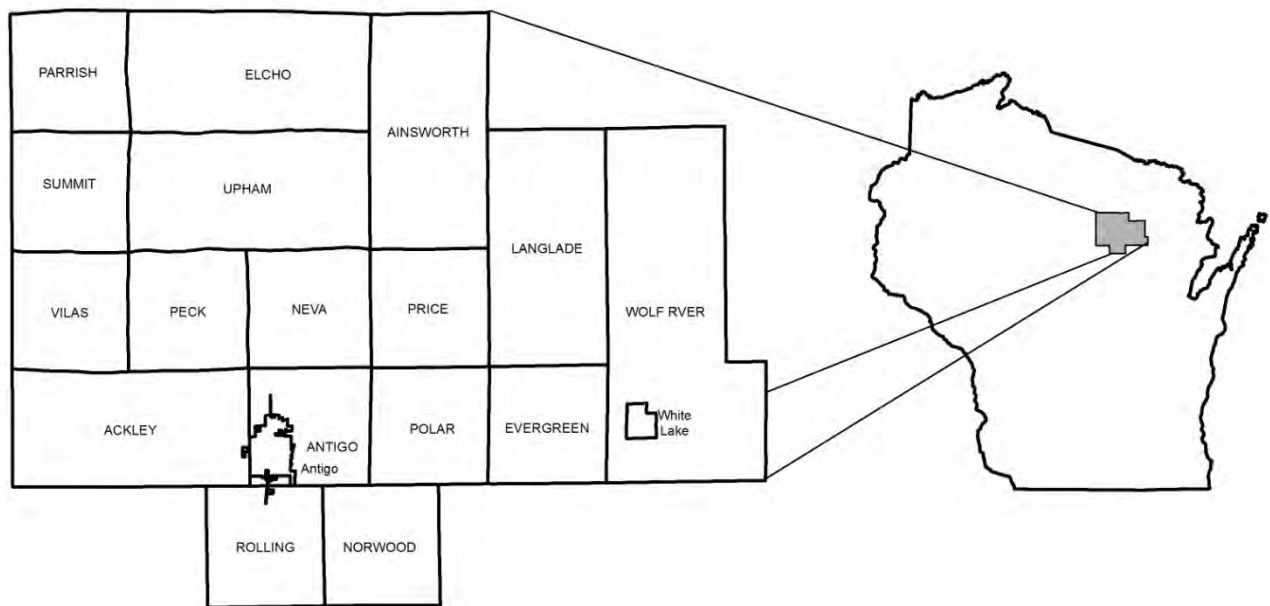 PARRISH
ELCHO
AINSWORTH
SUMMIT
UPHAM
LANGLADE
VILAS
PECK
NEVA
PRICE
WOLF RVER
ACKLEY
ANTIGO
Antigo
POLAR
EVERGREEN
White
Lake
ROLLING
NORWOOD